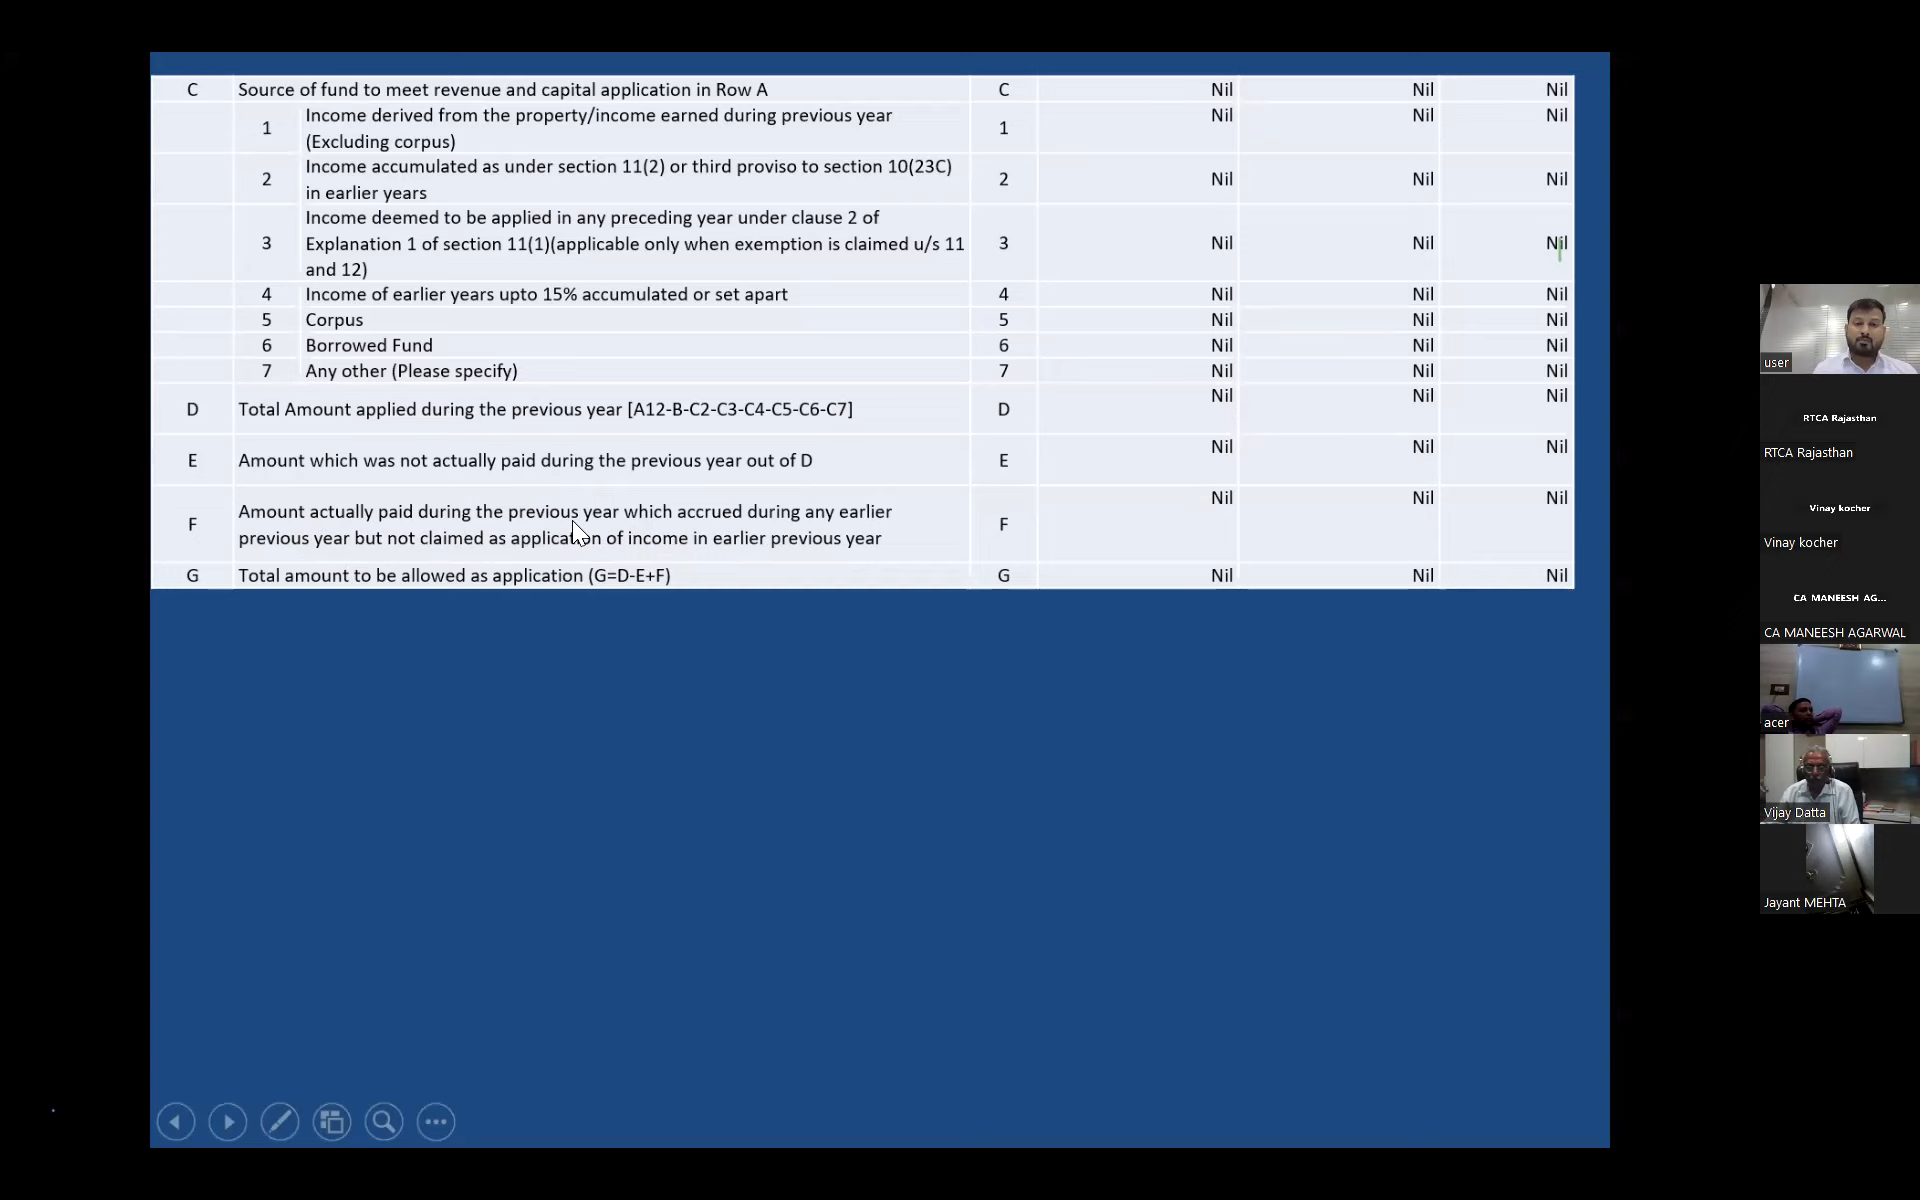 C Source of fund to meet revenue and capital application in Row A C Nil Nil Nil
1 Income derived from the property/income earned during previous year (Excluding corpus) 1 Nil Nil Nil
2 Income accumulated as under section 11(2) or third proviso to section 10(23C) in earlier years 2 Nil Nil Nil
3 Income deemed to be applied in any preceding year under clause 2 of Explanation 1 of section 11(1)(applicable only when exemption is claimed u/s 11 and 12) 3 Nil Nil Nil
4 Income of earlier years upto 15% accumulated or set apart 4 Nil Nil Nil
5 Corpus 5 Nil Nil Nil
6 Borrowed Fund 6 Nil Nil Nil
7 Any other (Please specify) 7 Nil Nil Nil
D Total Amount applied during the previous year [A12-B-C2-C3-C4-C5-C6-C7] D Nil Nil Nil
E Amount which was not actually paid during the previous year out of D E Nil Nil Nil
F Amount actually paid during the previous year which accrued during any earlier previous year but not claimed as application of income in earlier previous year F Nil Nil Nil
G Total amount to be allowed as application (G=D-E+F) G Nil Nil Nil
user
RTCA Rajasthan
RTCA Rajasthan
Vinay kocher
Vinay kocher
CA MANEESH AG...
CA MANEESH AGARWAL
acer
Vijay Datta
Jayant MEHTA